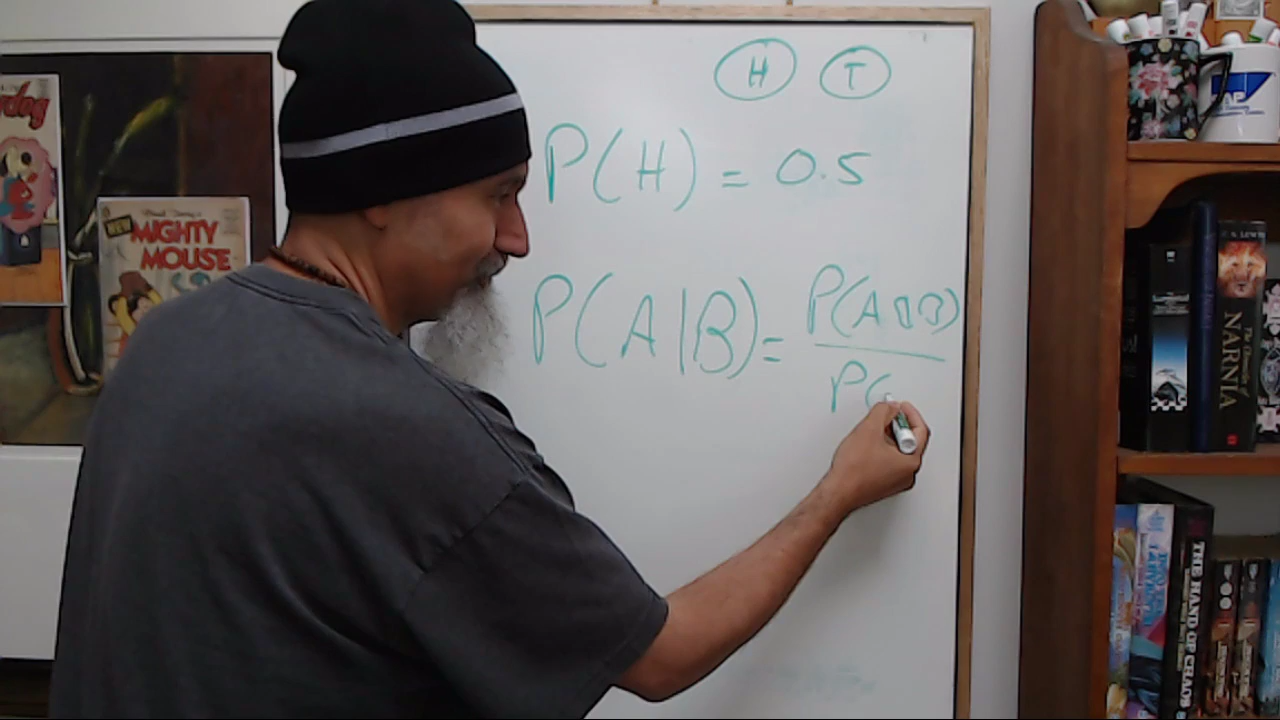 H T
P(H) = 0.5
P(A|B) = P(A∩B)
P(
NEW
MIGHTY
MOUSE
NARNIA
THE HAND OF CHAOS